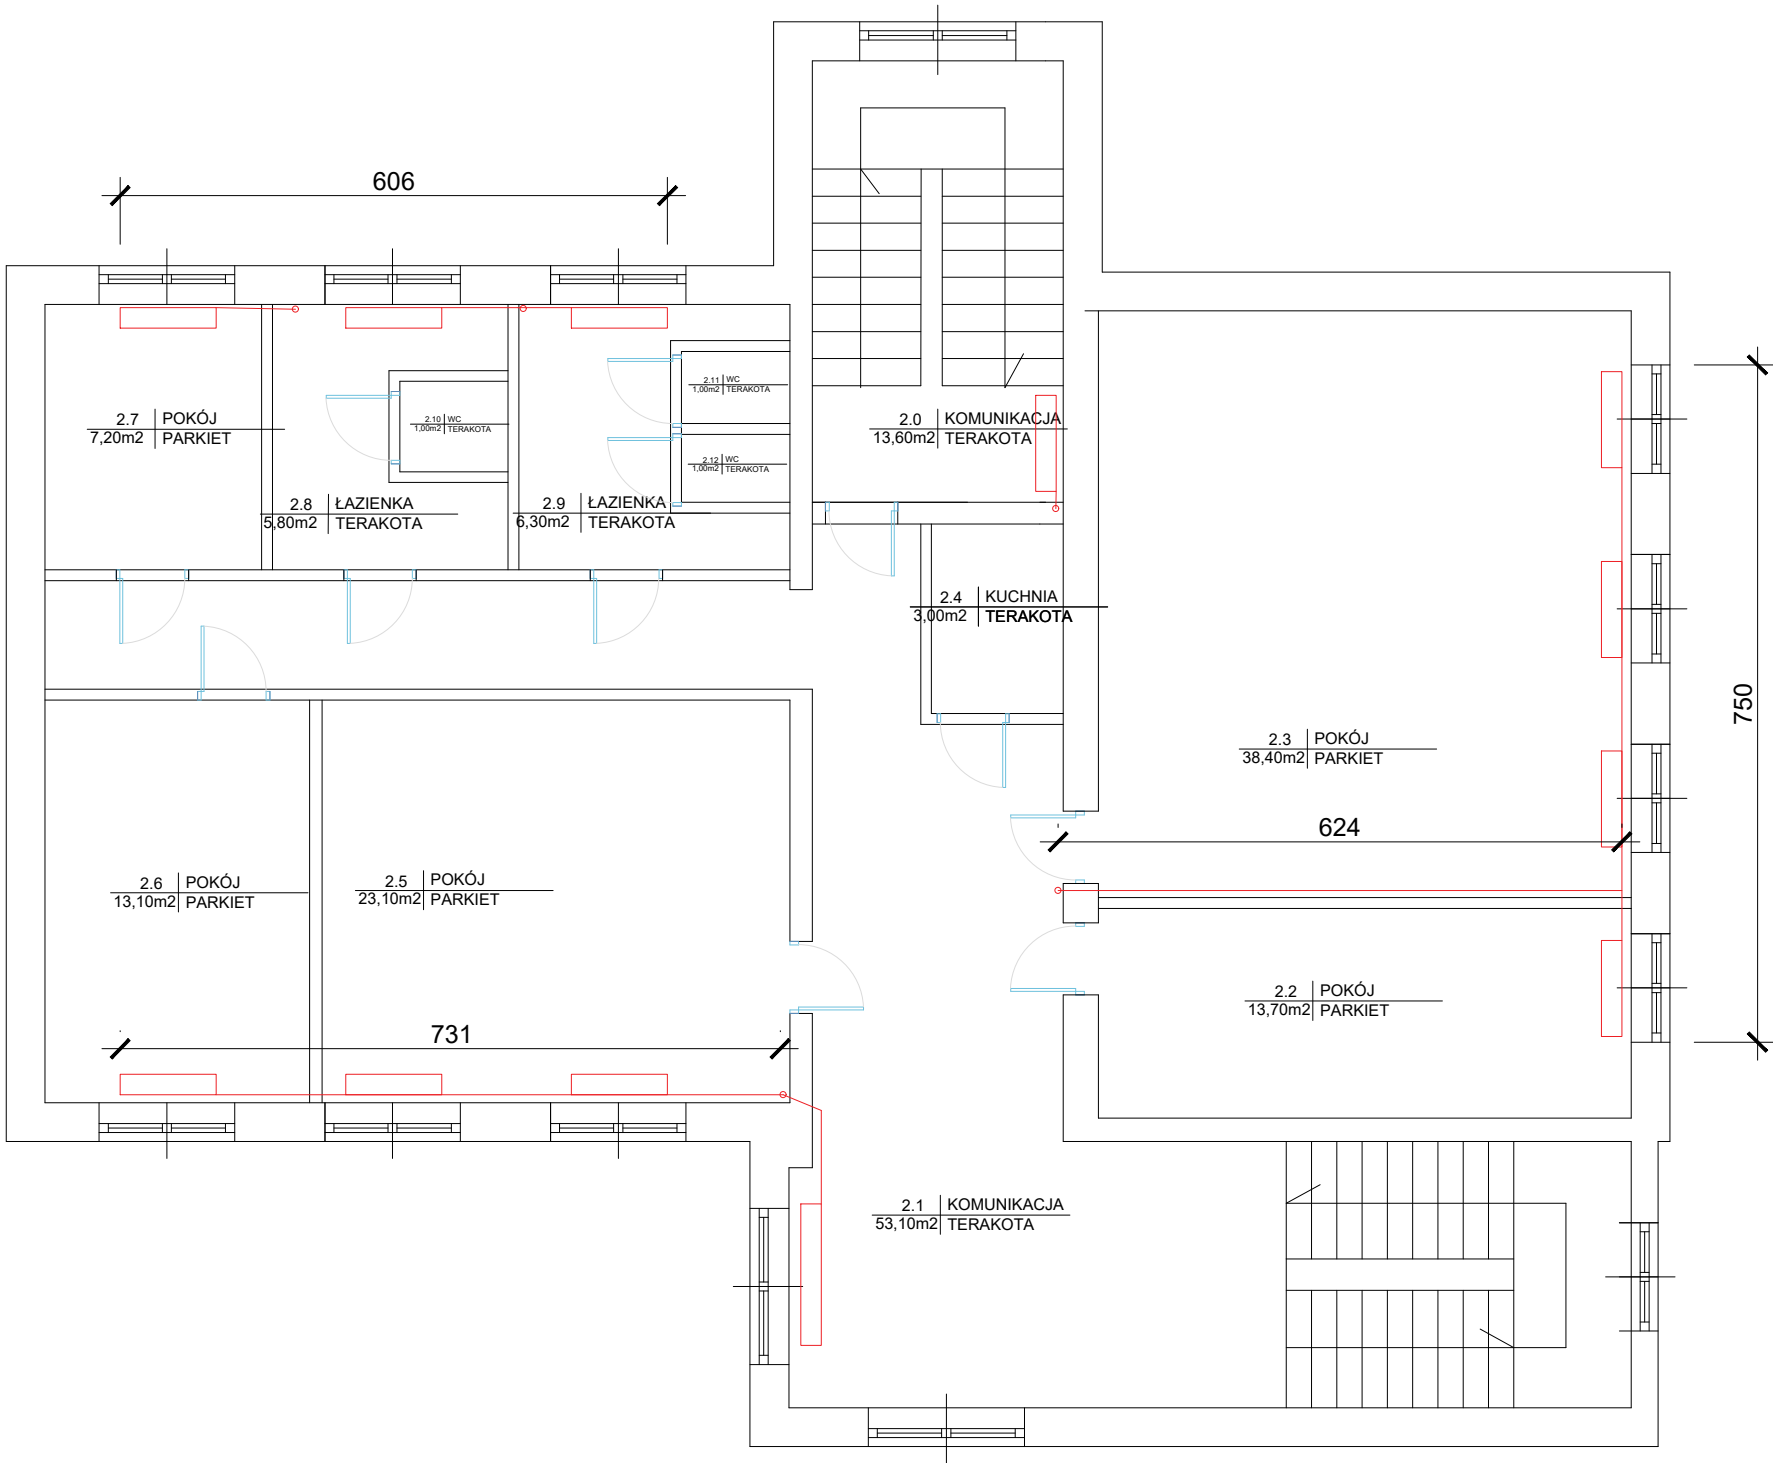 606
2.11 WC
1,00m2 TERAKOTA
2.7 POKÓJ
7,20m2 PARKIET
2.10 WC
1,00m2 TERAKOTA
2.0 KOMUNIKACJA
13,60m2 TERAKOTA
2.12 WC
1,00m2 TERAKOTA
2.8 ŁAZIENKA
5,80m2 TERAKOTA
2.9 ŁAZIENKA
6,30m2 TERAKOTA
2.4 KUCHNIA
3,00m2 TERAKOTA
750
2.3 POKÓJ
38,40m2 PARKIET
624
2.6 POKÓJ
13,10m2 PARKIET
2.5 POKÓJ
23,10m2 PARKIET
2.2 POKÓJ
13,70m2 PARKIET
731
2.1 KOMUNIKACJA
53,10m2 TERAKOTA